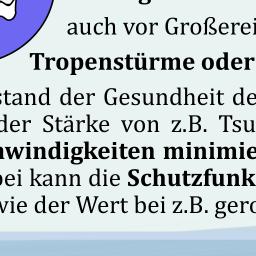 auch vor Großerei
Tropenstürme oder
stand der Gesundheit de
der Stärke von z.B. Tsu
windigkeiten minimie
kann die Schutzfunk
wie der Wert bei z.B. gero